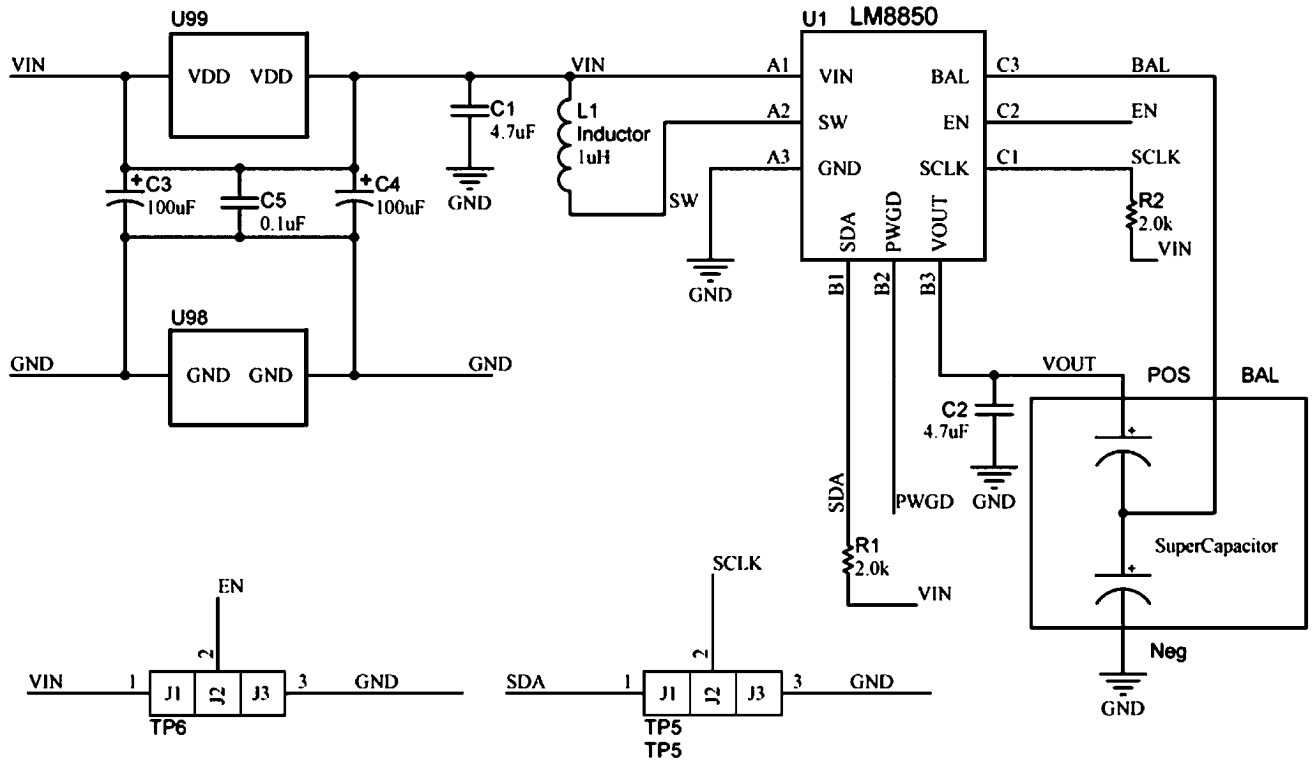 U99
VIN
VDD VDD
VIN
C1
4.7uF
GND
L1
Inductor
1uH
SW
C3
100uF
C5
0.1uF
C4
100uF
U98
GND
GND GND
GND
U1 LM8850
A1
VIN
BAL
C3
BAL
A2
SW
EN
C2
EN
A3
GND
SCLK
C1
SCLK
GND
SDA
PWGD
VOUT
B1
B2
B3
R2
2.0k
VIN
VOUT
POS
BAL
C2
4.7uF
GND
SDA
PWGD
R1
2.0k
VIN
SuperCapacitor
Neg
GND
EN
2
VIN
1
J1
J2
J3
3
GND
TP6
SCLK
2
SDA
1
J1
J2
J3
3
GND
TP5
TP5